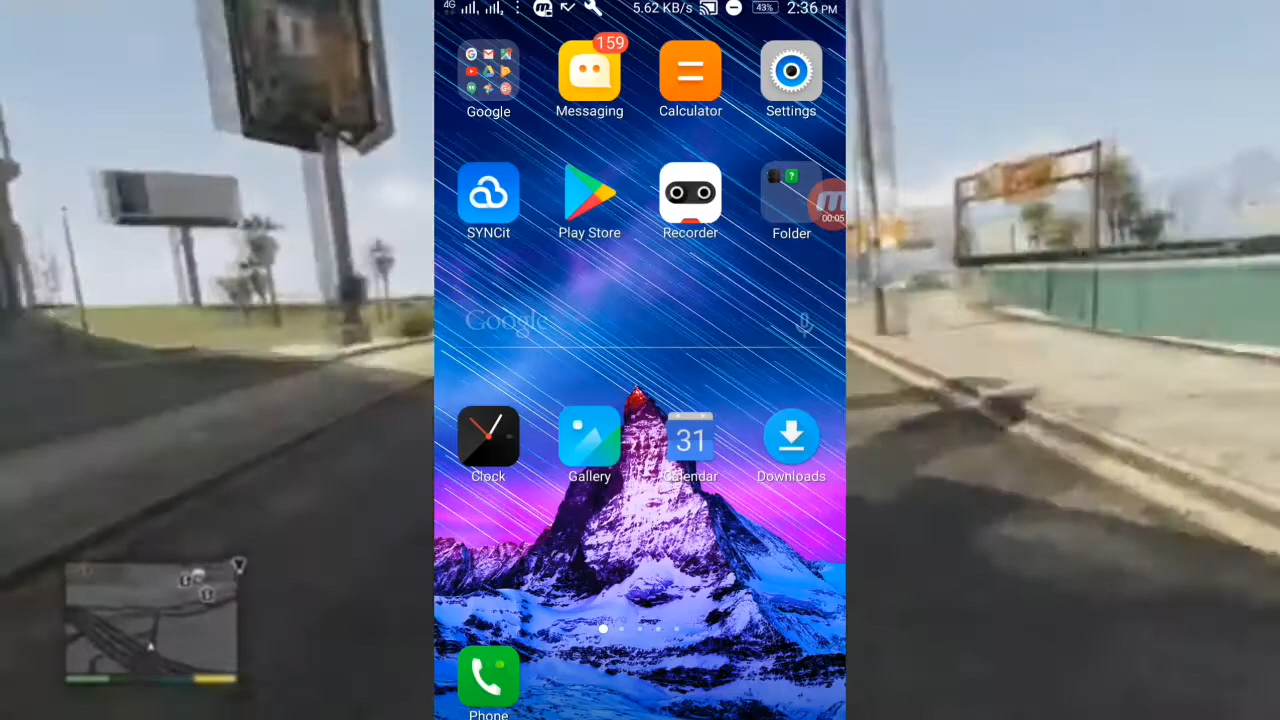 4G 5.62 KB/s 43% 2:36 PM
159
Google Messaging Calculator Settings
SYNCit Play Store Recorder Folder
00:05
Google
31
Clock Gallery Calendar Downloads
Phone